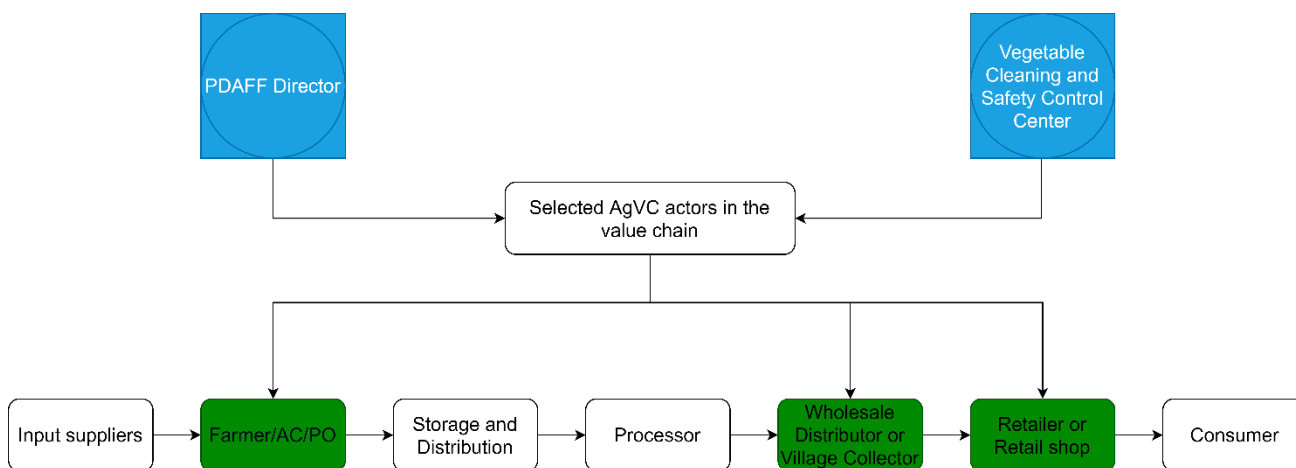 PDAFF Director
Vegetable
Cleaning and
Safety Control
Center
Selected AgVC actors in the
value chain
Input suppliers
Farmer/AC/PO
Storage and
Distribution
Processor
Wholesale
Distributor or
Village Collector
Retailer or
Retail shop
Consumer